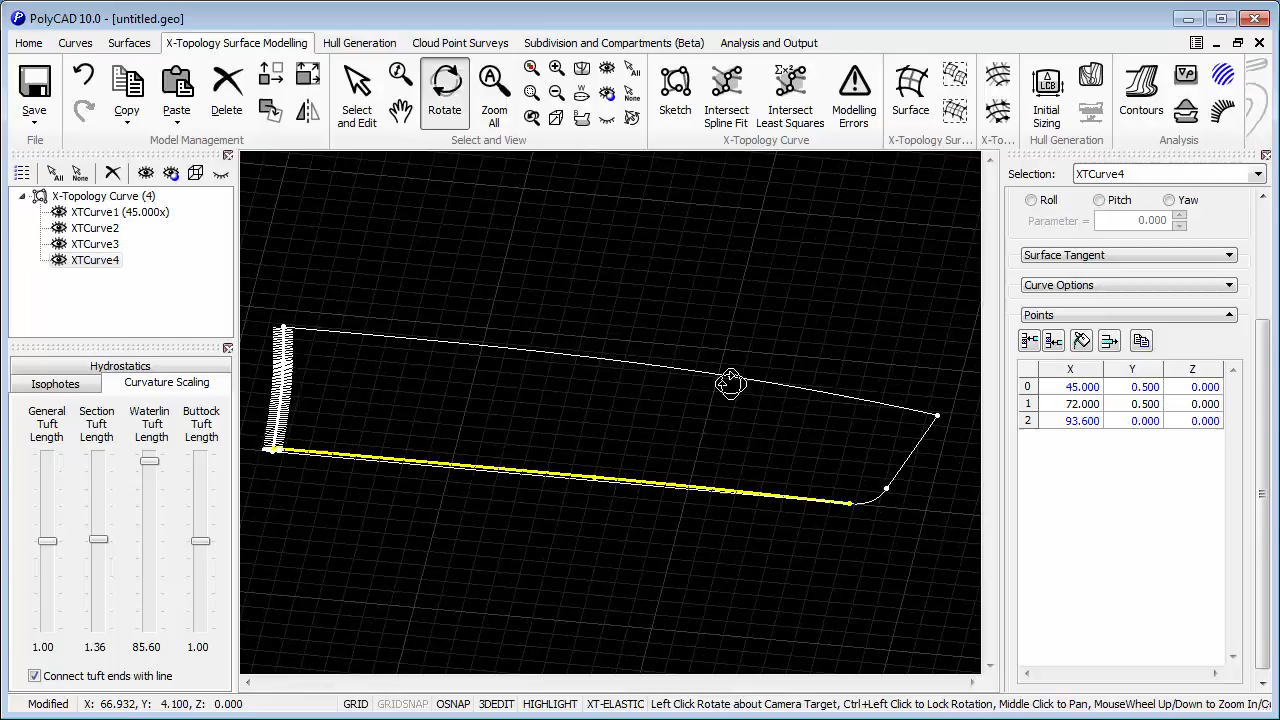 PolyCAD 10.0 - [untitled.geo]
Home Curves Surfaces X-Topology Surface Modelling Hull Generation Cloud Point Surveys Subdivision and Compartments (Beta) Analysis and Output
Save Copy Paste Delete Select and Edit Rotate Zoom All All None Sketch Intersect Spline Fit Intersect Least Squares Modelling Errors Surface Initial Sizing Contours
File Model Management Select and View X-Topology Curve X-Topology Sur... X-To... Hull Generation Analysis
All None
X-Topology Curve (4)
XTCurve1 (45.000x)
XTCurve2
XTCurve3
XTCurve4
Hydrostatics
Isophotes Curvature Scaling
General Tuft Length Section Tuft Length Waterlin Tuft Length Buttock Tuft Length
1.00 1.36 85.60 1.00
Connect tuft ends with line
Selection: XTCurve4
Roll Pitch Yaw
Parameter = 0.000
Surface Tangent
Curve Options
Points
X Y Z
0 45.000 0.500 0.000
1 72.000 0.500 0.000
2 93.600 0.000 0.000
Modified X: 66.932, Y: 4.100, Z: 0.000 GRID GRIDSNAP OSNAP 3DEDIT HIGHLIGHT XT-ELASTIC Left Click Rotate about Camera Target, Ctrl+Left Click to Lock Rotation, Middle Click to Pan, MouseWheel Up/Down to Zoom In/Ou